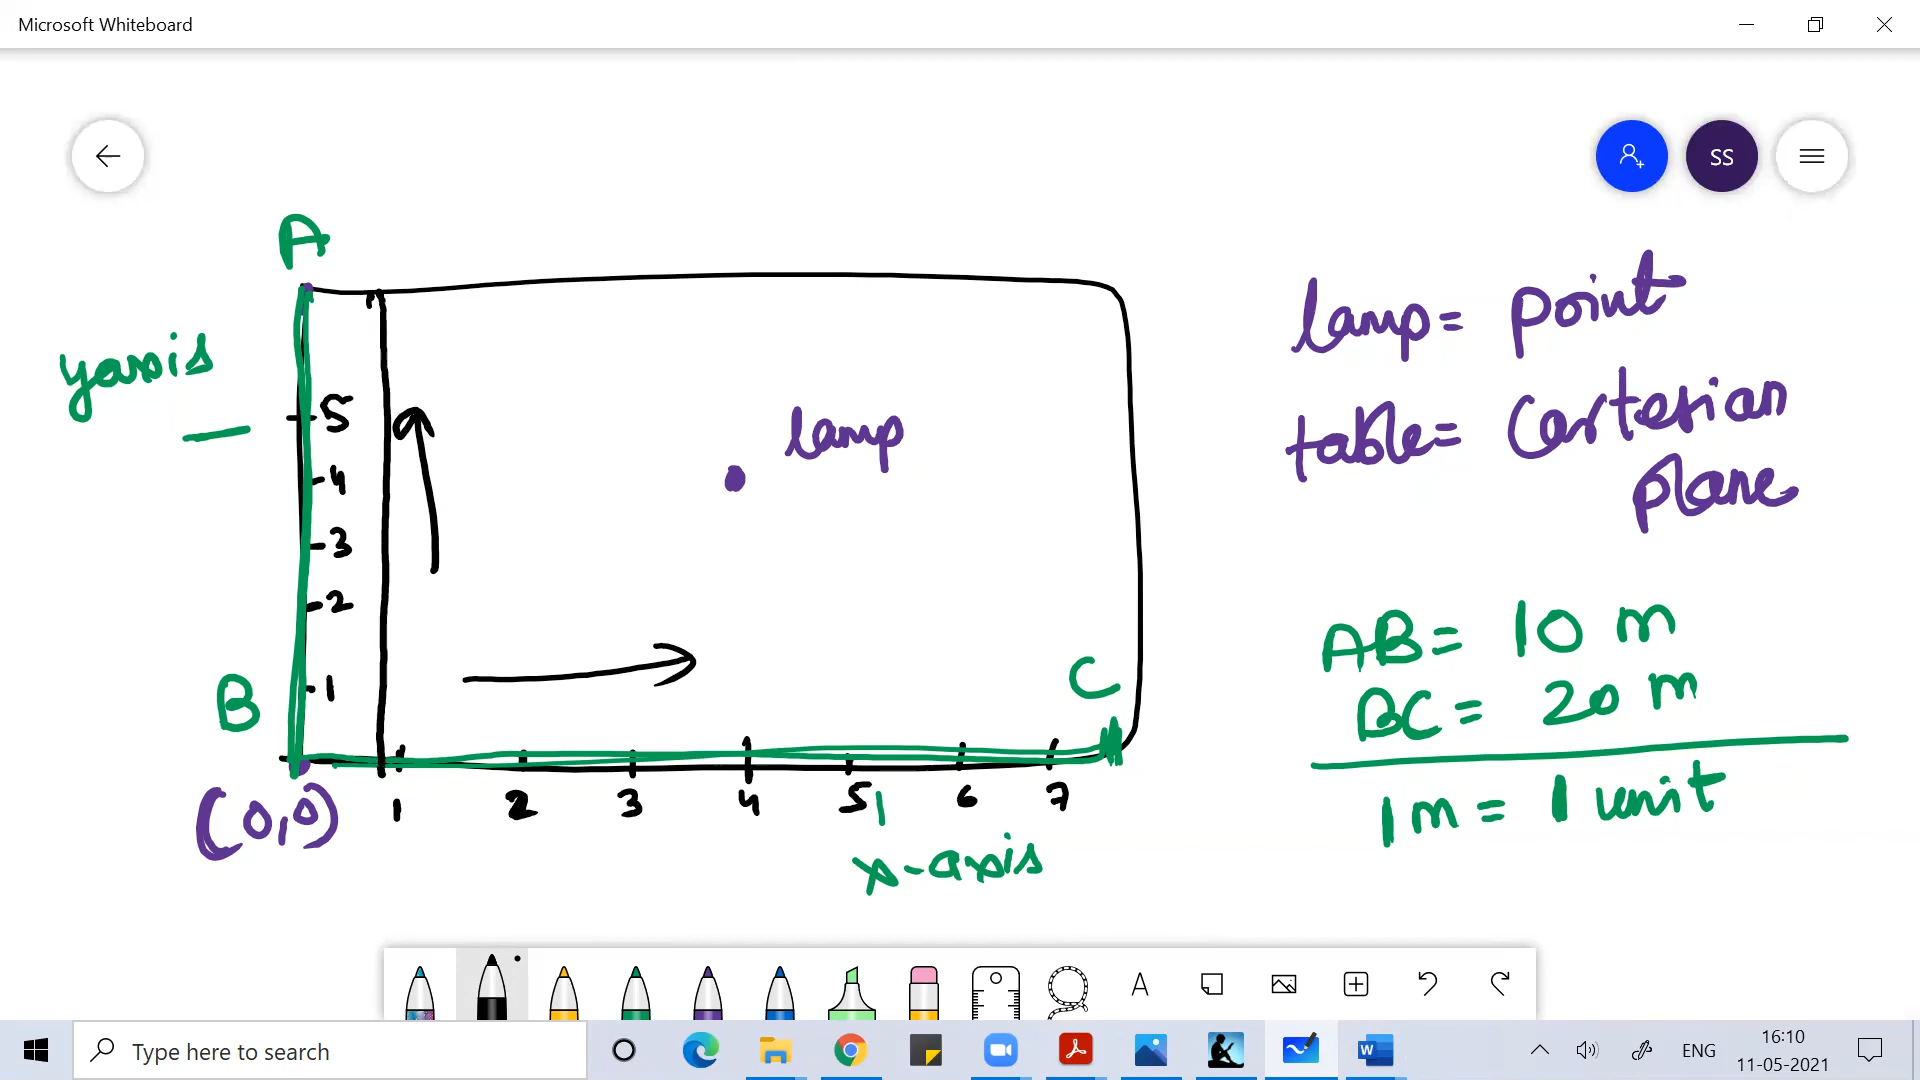 Microsoft Whiteboard
SS
A
yaxis
5
4
3
2
1
B
(0,0)
lamp
C
1 2 3 4 5 6 7
x-axis
lamp= point
table= Cartesian
plane
AB= 10 m
BC= 20 m
1m = 1 unit
A
Type here to search
W
ENG
16:10
11-05-2021